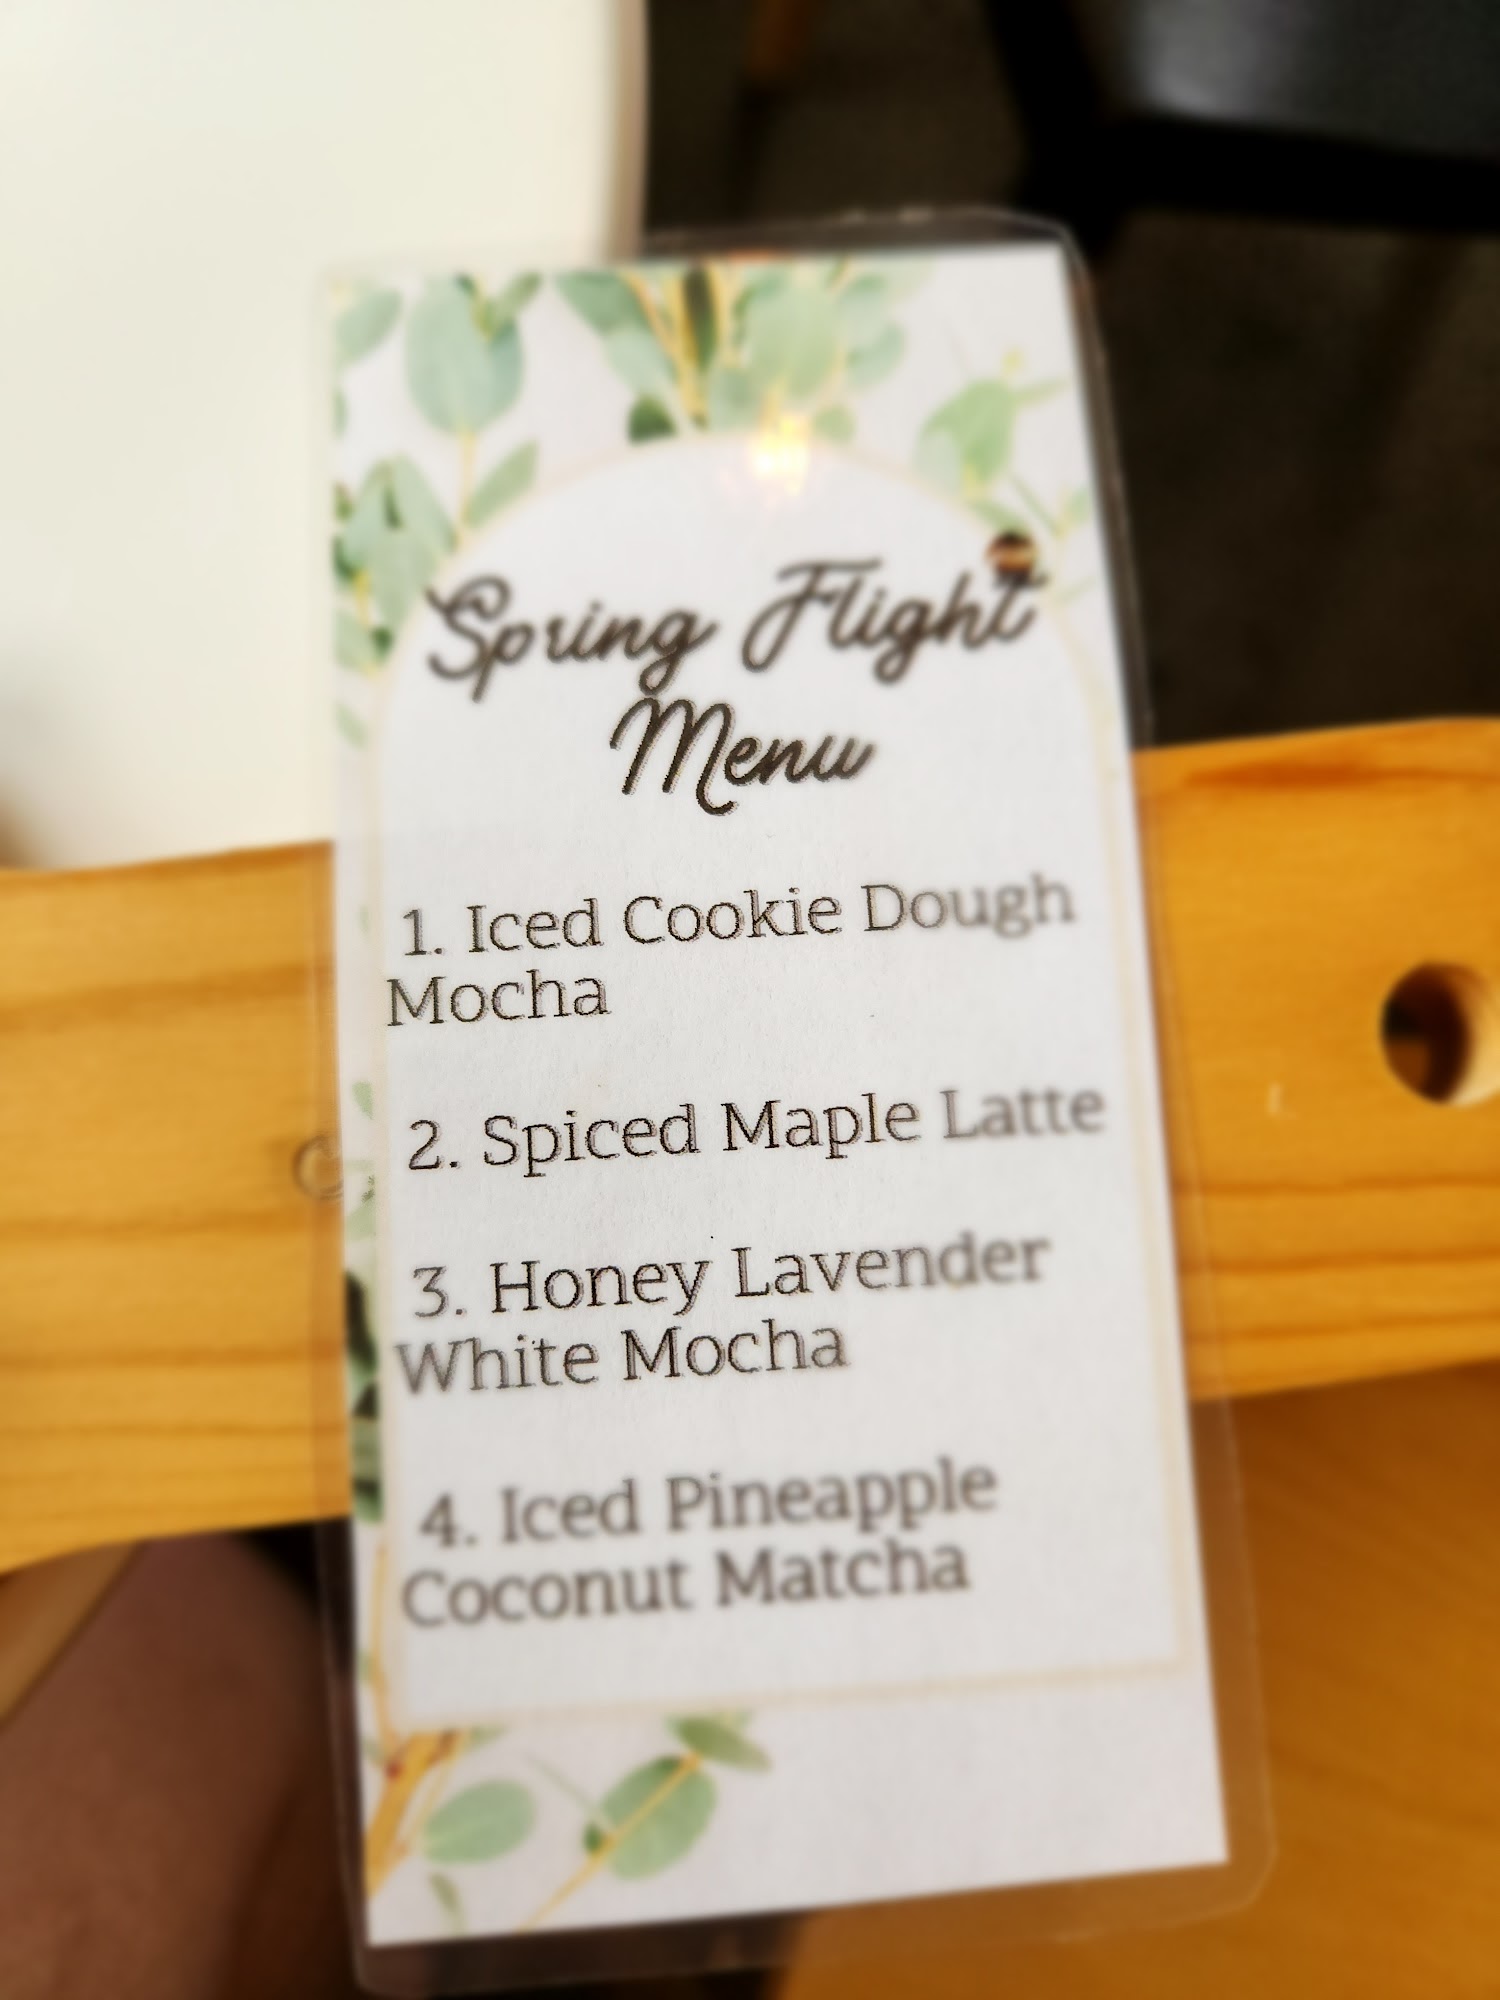 Spring Flight
Menu
1. Iced Cookie Dough
Mocha
2. Spiced Maple Latte
3. Honey Lavender
White Mocha
4. Iced Pineapple
Coconut Matcha